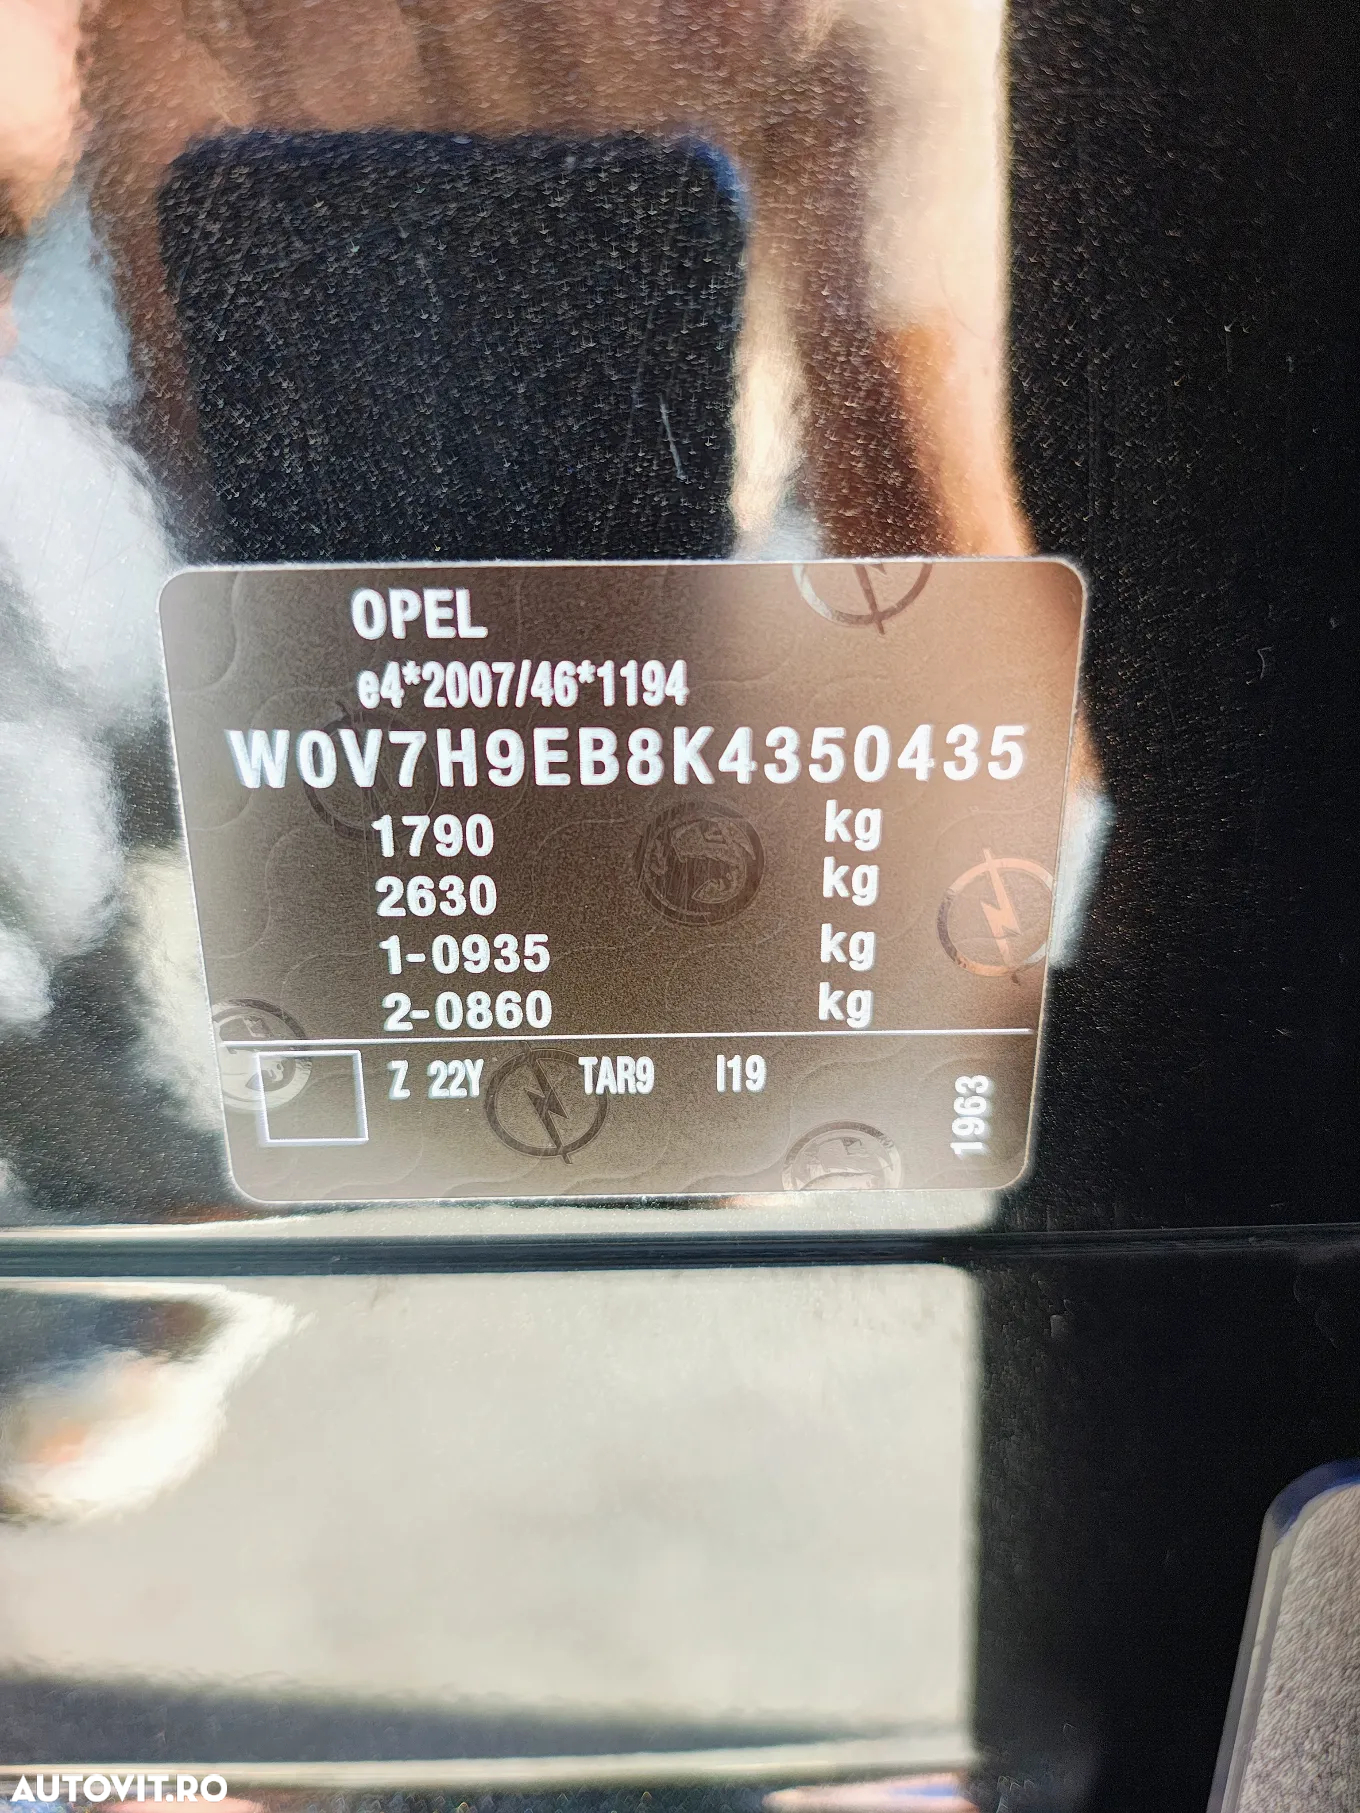 OPEL
e4*2007/46*1194
W0V7H9EB8K4350435
1790 kg
2630 kg
1-0935 kg
2-0860 kg
Z 22Y TAR9 I19
1963
AUTOVIT.RO